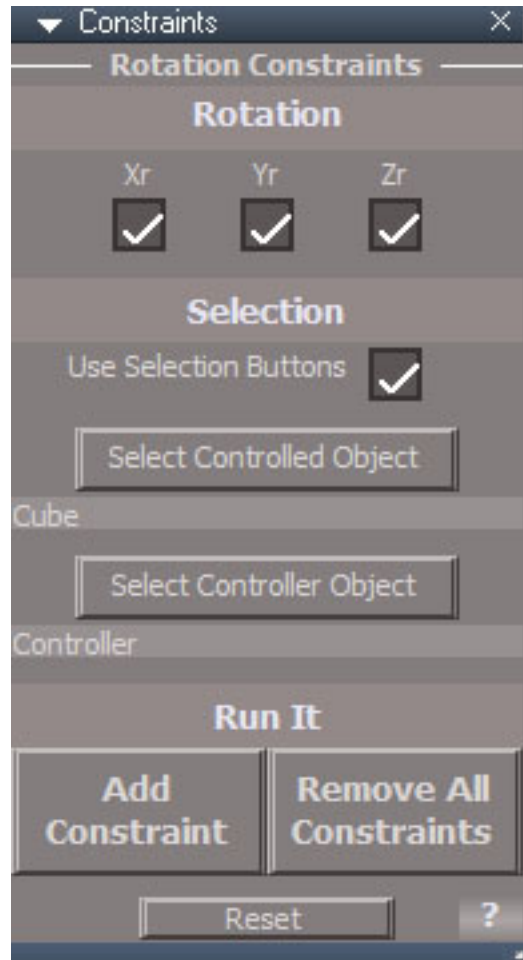 Constraints
Rotation Constraints
Rotation
Xr Yr Zr
Selection
Use Selection Buttons
Select Controlled Object
Cube
Select Controller Object
Controller
Run It
Add Remove All
Constraint Constraints
Reset ?